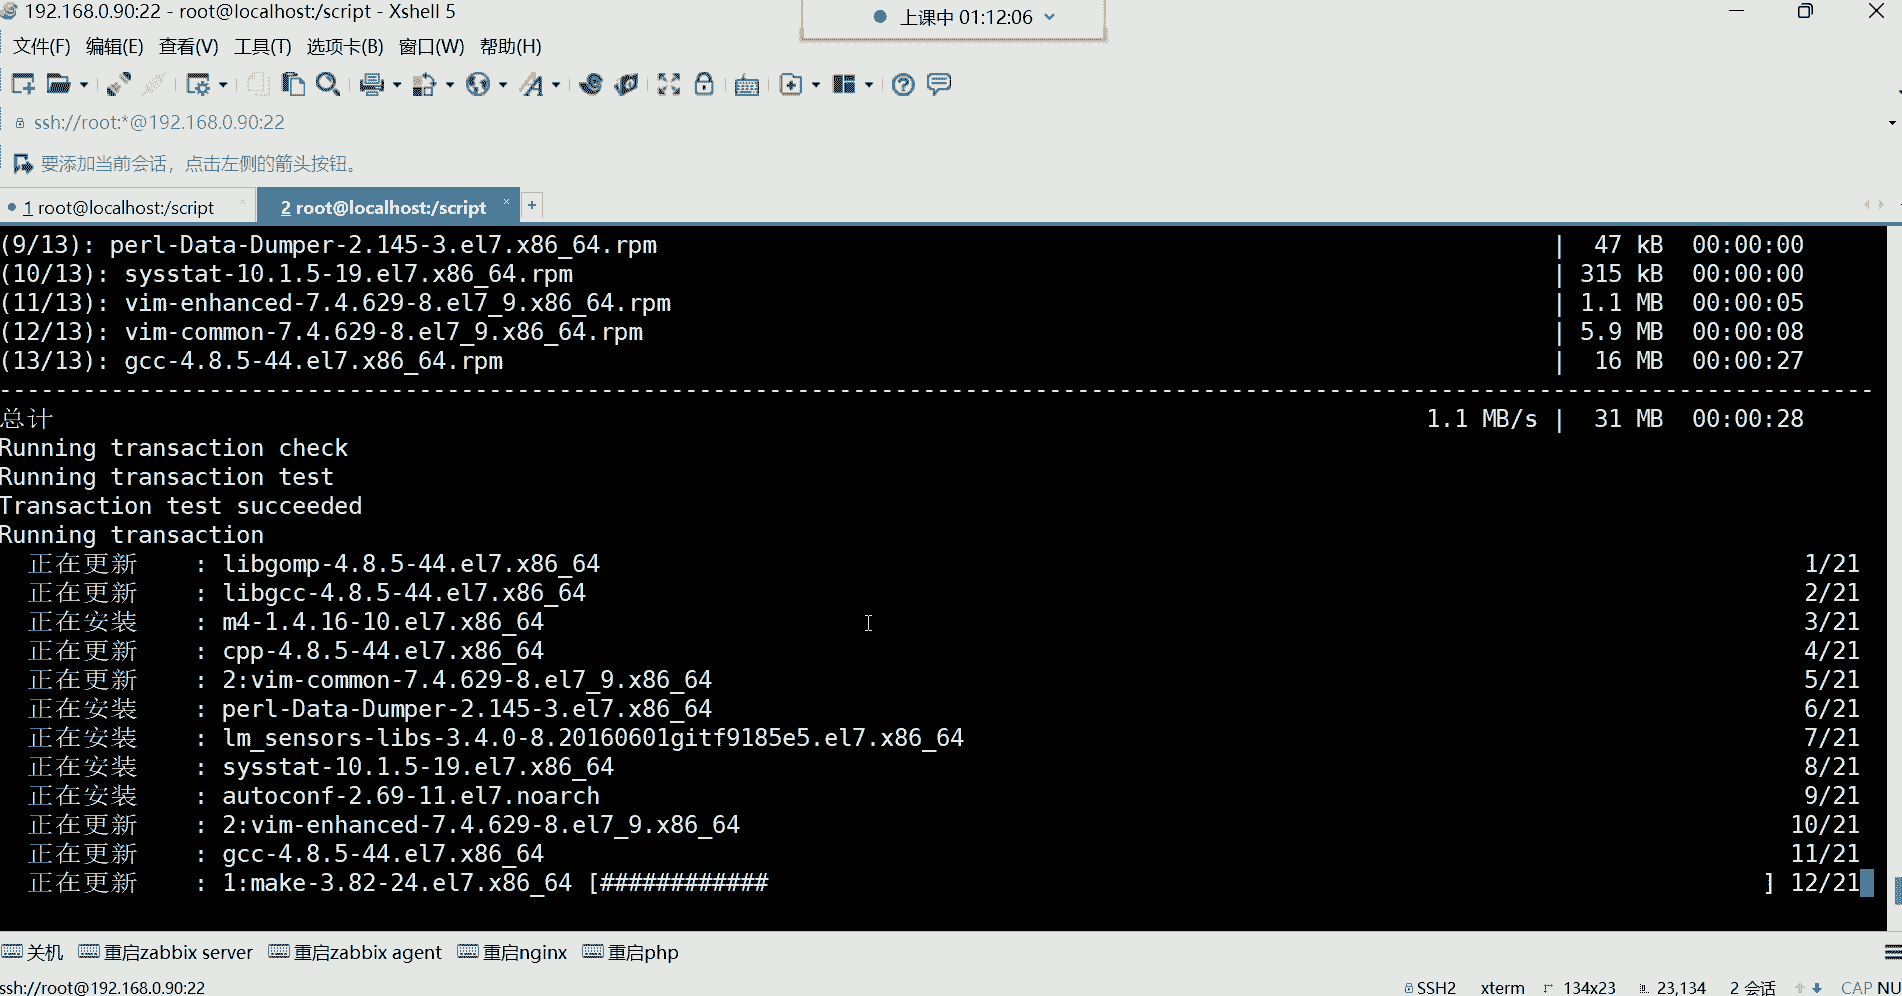 192.168.0.90:22 - root@localhost:/script - Xshell 5
上课中 01:12:06
文件(F) 编辑(E) 查看(V) 工具(T) 选项卡(B) 窗口(W) 帮助(H)
ssh://root:*@192.168.0.90:22
要添加当前会话，点击左侧的箭头按钮。
1 root@localhost:/script × 2 root@localhost:/script × +
(9/13): perl-Data-Dumper-2.145-3.el7.x86_64.rpm | 47 kB 00:00:00
(10/13): sysstat-10.1.5-19.el7.x86_64.rpm | 315 kB 00:00:00
(11/13): vim-enhanced-7.4.629-8.el7_9.x86_64.rpm | 1.1 MB 00:00:05
(12/13): vim-common-7.4.629-8.el7_9.x86_64.rpm | 5.9 MB 00:00:08
(13/13): gcc-4.8.5-44.el7.x86_64.rpm | 16 MB 00:00:27
总计 1.1 MB/s | 31 MB 00:00:28
Running transaction check
Running transaction test
Transaction test succeeded
Running transaction
正在更新 : libgomp-4.8.5-44.el7.x86_64 1/21
正在更新 : libgcc-4.8.5-44.el7.x86_64 2/21
正在安装 : m4-1.4.16-10.el7.x86_64 3/21
正在更新 : cpp-4.8.5-44.el7.x86_64 4/21
正在更新 : 2:vim-common-7.4.629-8.el7_9.x86_64 5/21
正在安装 : perl-Data-Dumper-2.145-3.el7.x86_64 6/21
正在安装 : lm_sensors-libs-3.4.0-8.20160601gitf9185e5.el7.x86_64 7/21
正在安装 : sysstat-10.1.5-19.el7.x86_64 8/21
正在安装 : autoconf-2.69-11.el7.noarch 9/21
正在更新 : 2:vim-enhanced-7.4.629-8.el7_9.x86_64 10/21
正在更新 : gcc-4.8.5-44.el7.x86_64 11/21
正在更新 : 1:make-3.82-24.el7.x86_64 [############ ] 12/21
关机 重启zabbix server 重启zabbix agent 重启nginx 重启php
ssh://root@192.168.0.90:22 SSH2 xterm 134x23 23,134 2 会话 CAP NU